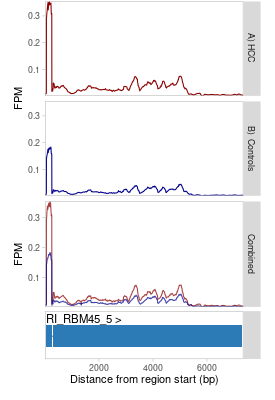 0.3
0.2
0.1
A) HCC
FPM
0.3
0.2
0.1
B) Controls
0.3
0.2
0.1
Combined
FPM
RI_RBM45_5 >
2000 4000 6000
Distance from region start (bp)